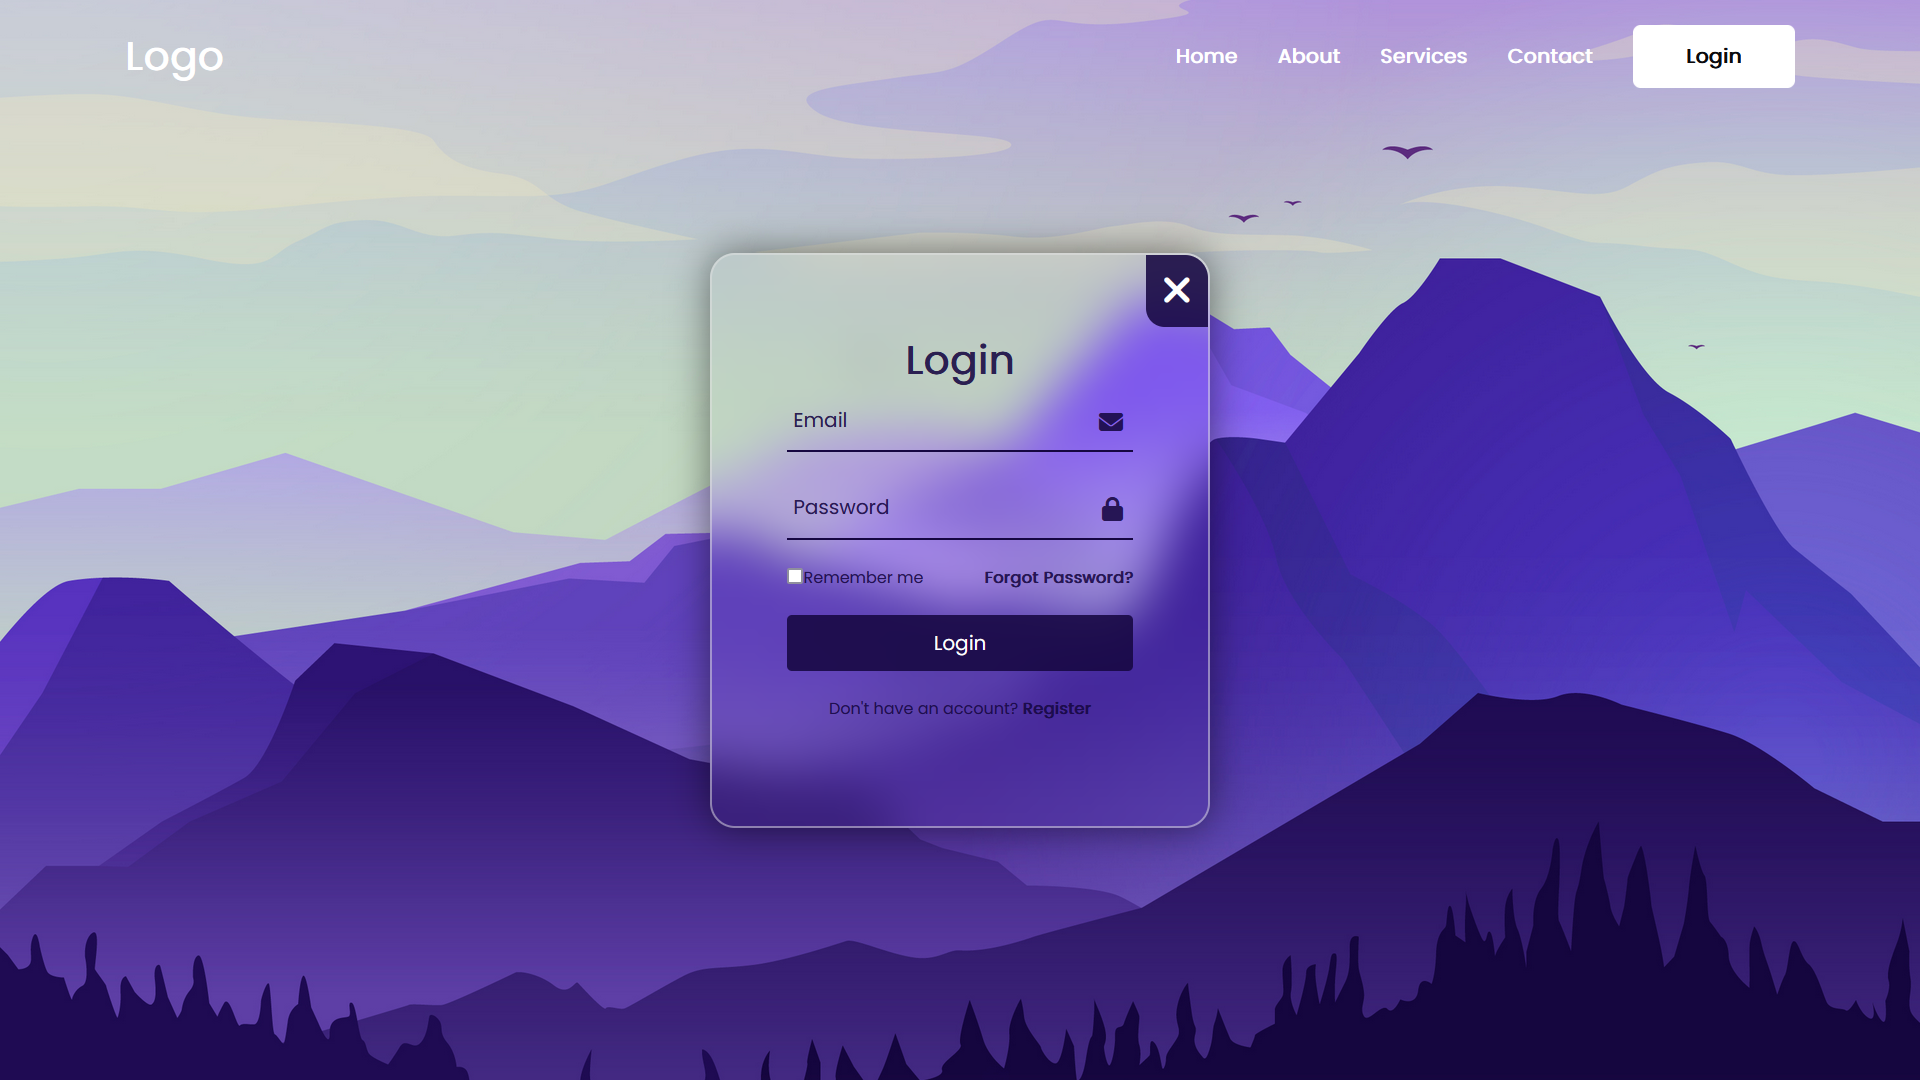 Logo
Home About Services Contact Login
Login
Email
Password
Remember me Forgot Password?
Login
Don't have an account? Register